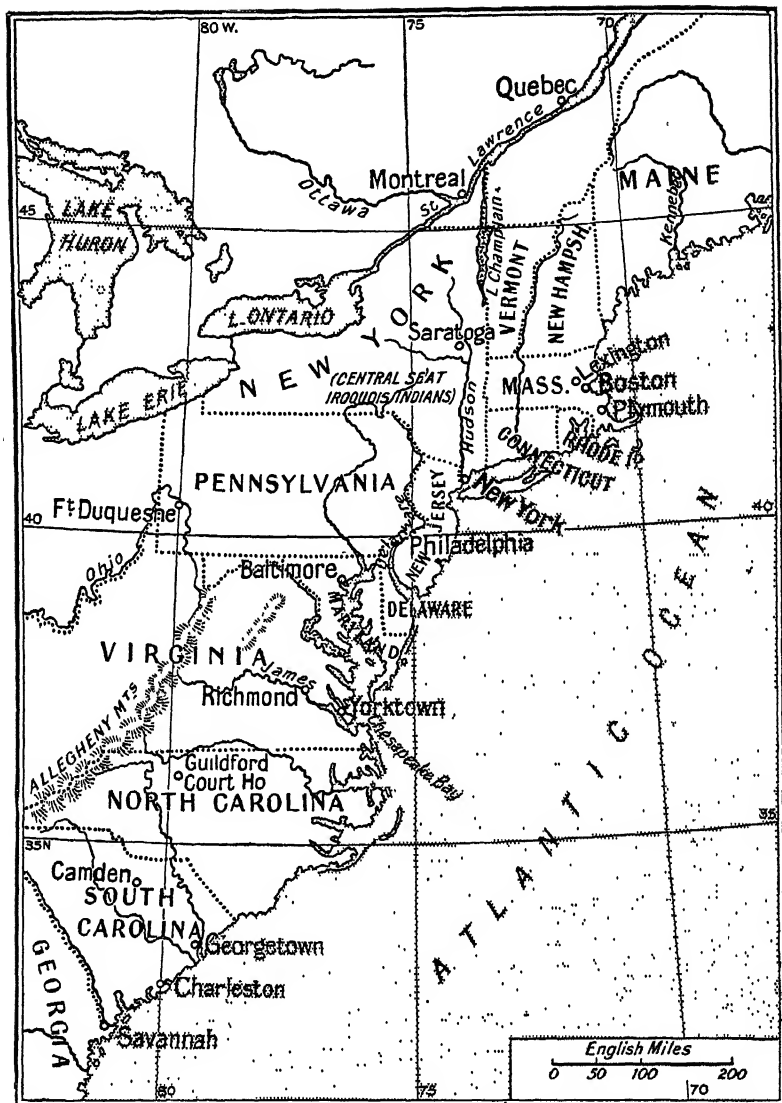 80 W.
75
70
Quebec
St Lawrence
Ottawa
Montreal
MAINE
Kennebec
45
LAKE
HURON
L Champlain
VERMONT
NEW HAMPSH.
L. ONTARIO
NEW YORK
Saratoga
(CENTRAL SEAT
IROQUOIS INDIANS)
Hudson
MASS.
Lexington
Boston
Plymouth
LAKE ERIE
CONNECTICUT
RHODE IS
PENNSYLVANIA
NEW JERSEY
New York
Ft Duquesne
40
40
Philadelphia
Delaware
Ohio
Baltimore
MARYLAND
DELAWARE
VIRGINIA
James
Richmond
Yorktown
ALLEGHENY MTS
Chesapeake Bay
Guildford
Court Ho
NORTH CAROLINA
35N
35
Camden
SOUTH
CAROLINA
Georgetown
GEORGIA
Charleston
Savannah
ATLANTIC OCEAN
English Miles
0 50 100 200
80
75
70